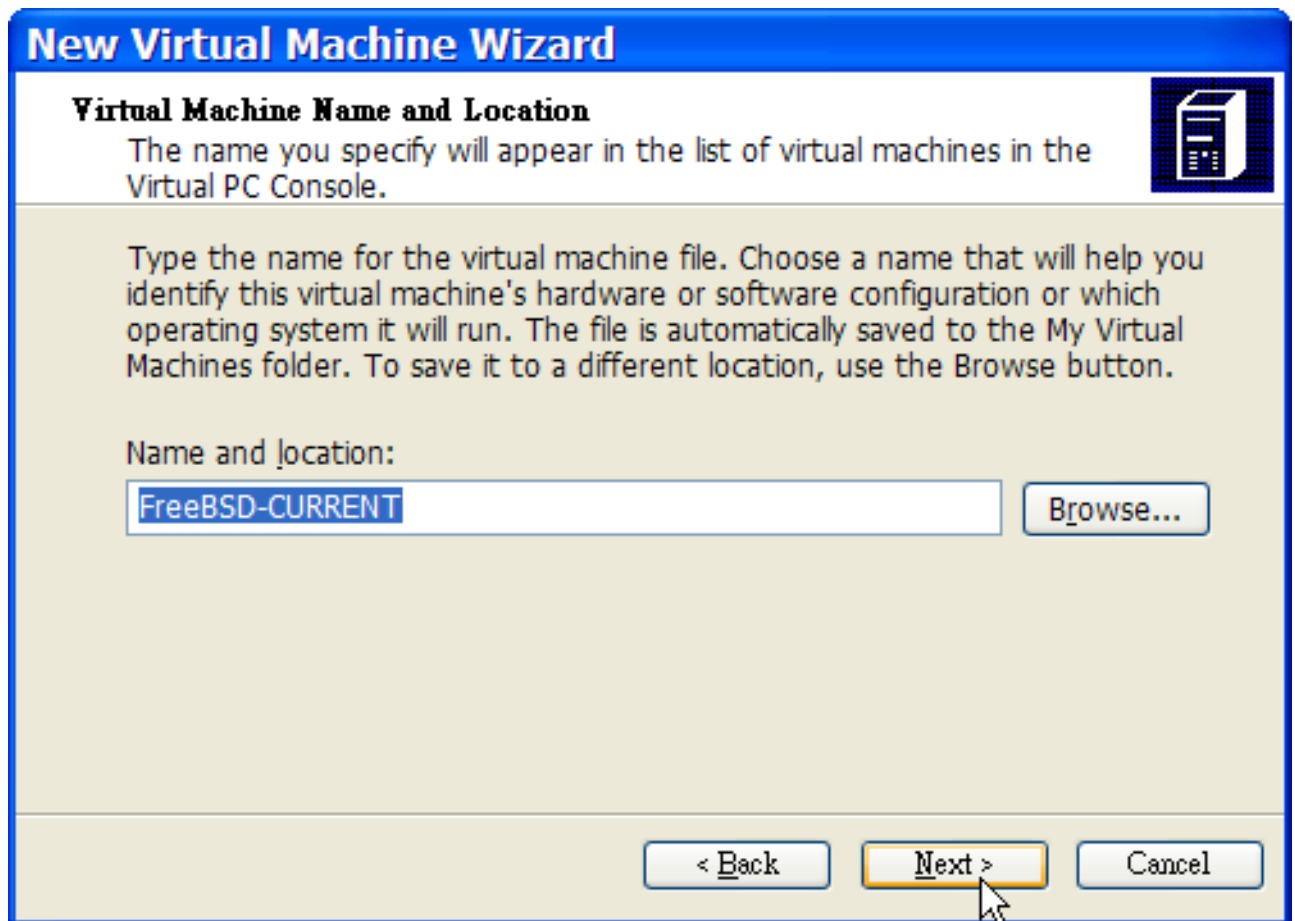 New Virtual Machine Wizard
Virtual Machine Name and Location
The name you specify will appear in the list of virtual machines in the
Virtual PC Console.
Type the name for the virtual machine file. Choose a name that will help you
identify this virtual machine's hardware or software configuration or which
operating system it will run. The file is automatically saved to the My Virtual
Machines folder. To save it to a different location, use the Browse button.
Name and location:
FreeBSD-CURRENT
Browse...
< Back
Next >
Cancel